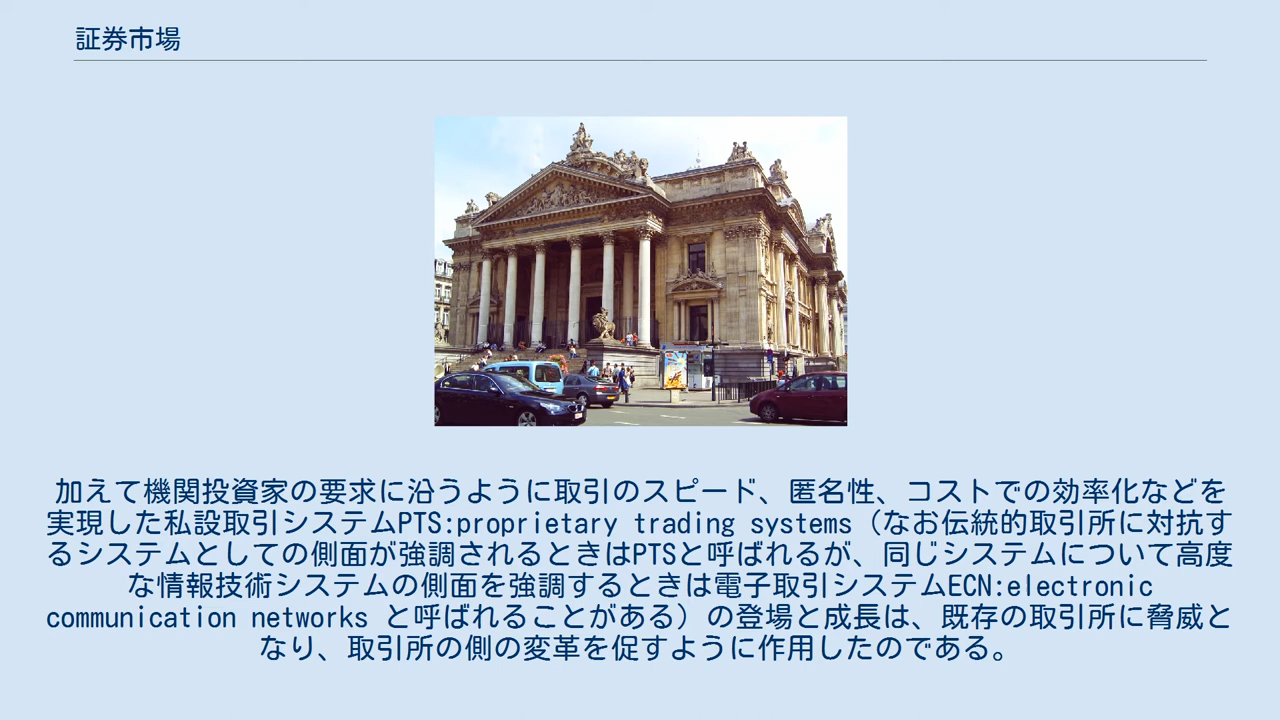 証券市場
加えて機関投資家の要求に沿うように取引のスピード、匿名性、コストでの効率化などを
実現した私設取引システムPTS:proprietary trading systems（なお伝統的取引所に対抗す
るシステムとしての側面が強調されるときはPTSと呼ばれるが、同じシステムについて高度
な情報技術システムの側面を強調するときは電子取引システムECN:electronic
communication networks と呼ばれることがある）の登場と成長は、既存の取引所に脅威と
なり、取引所の側の変革を促すように作用したのである。